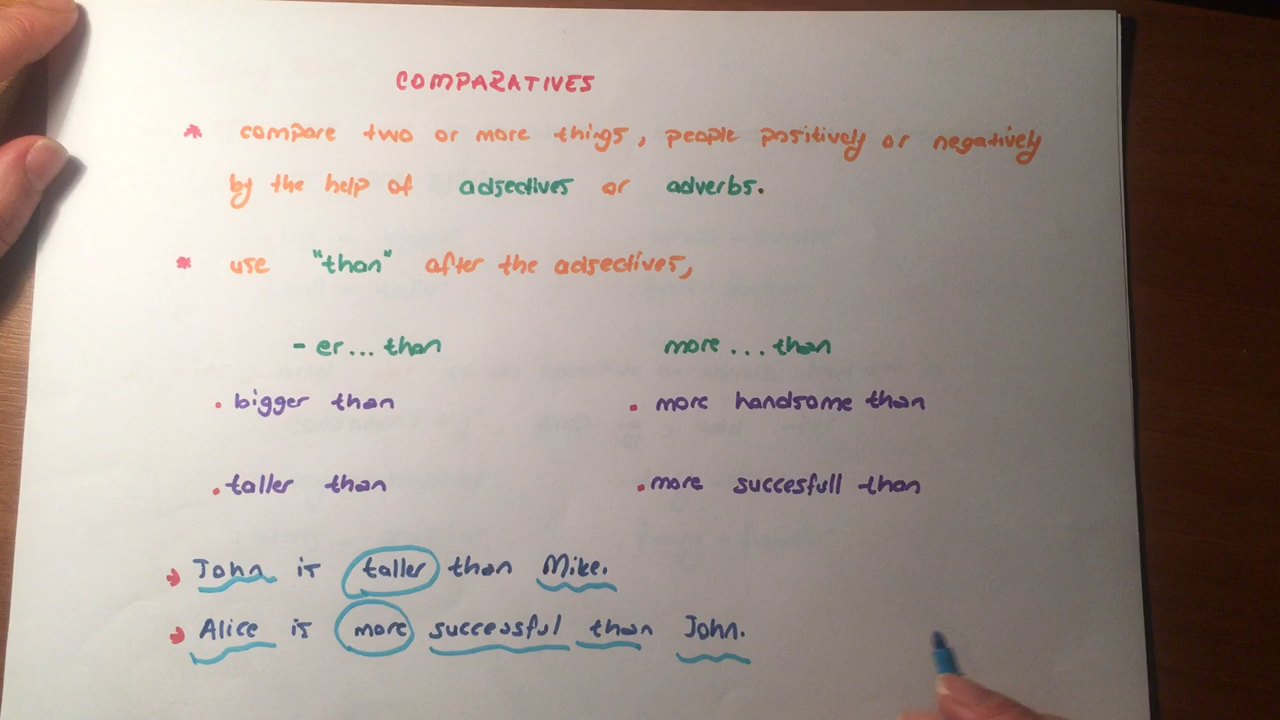 COMPARATIVES
* compare two or more things, people positively or negatively
by the help of adsectives or adverbs.
* use "than" after the adsectives,
- er... than more ... than
. bigger than . more handsome than
. taller than . more succesfull than
John is taller than Mike.
Alice is more successful than John.